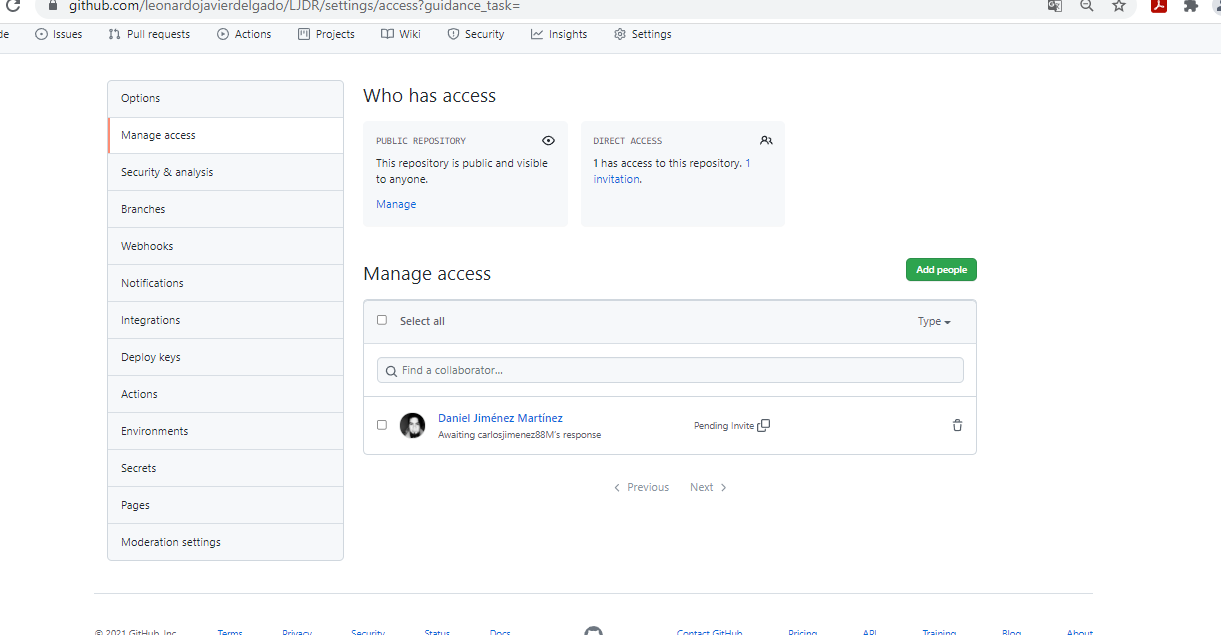 github.com/leonardojavierdelgado/LJDR/settings/access?guidance_task=
de Issues Pull requests Actions Projects Wiki Security Insights Settings
Options
Manage access
Security & analysis
Branches
Webhooks
Notifications
Integrations
Deploy keys
Actions
Environments
Secrets
Pages
Moderation settings
Who has access
PUBLIC REPOSITORY
This repository is public and visible
to anyone.
Manage
DIRECT ACCESS
1 has access to this repository. 1
invitation.
Manage access
Add people
Select all
Type
Find a collaborator...
Daniel Jiménez Martínez
Awaiting carlosjimenez88M's response
Pending Invite
Previous Next
© 2021 GitHub, Inc. Terms Privacy Security Status Docs Contact GitHub Pricing API Training Blog About